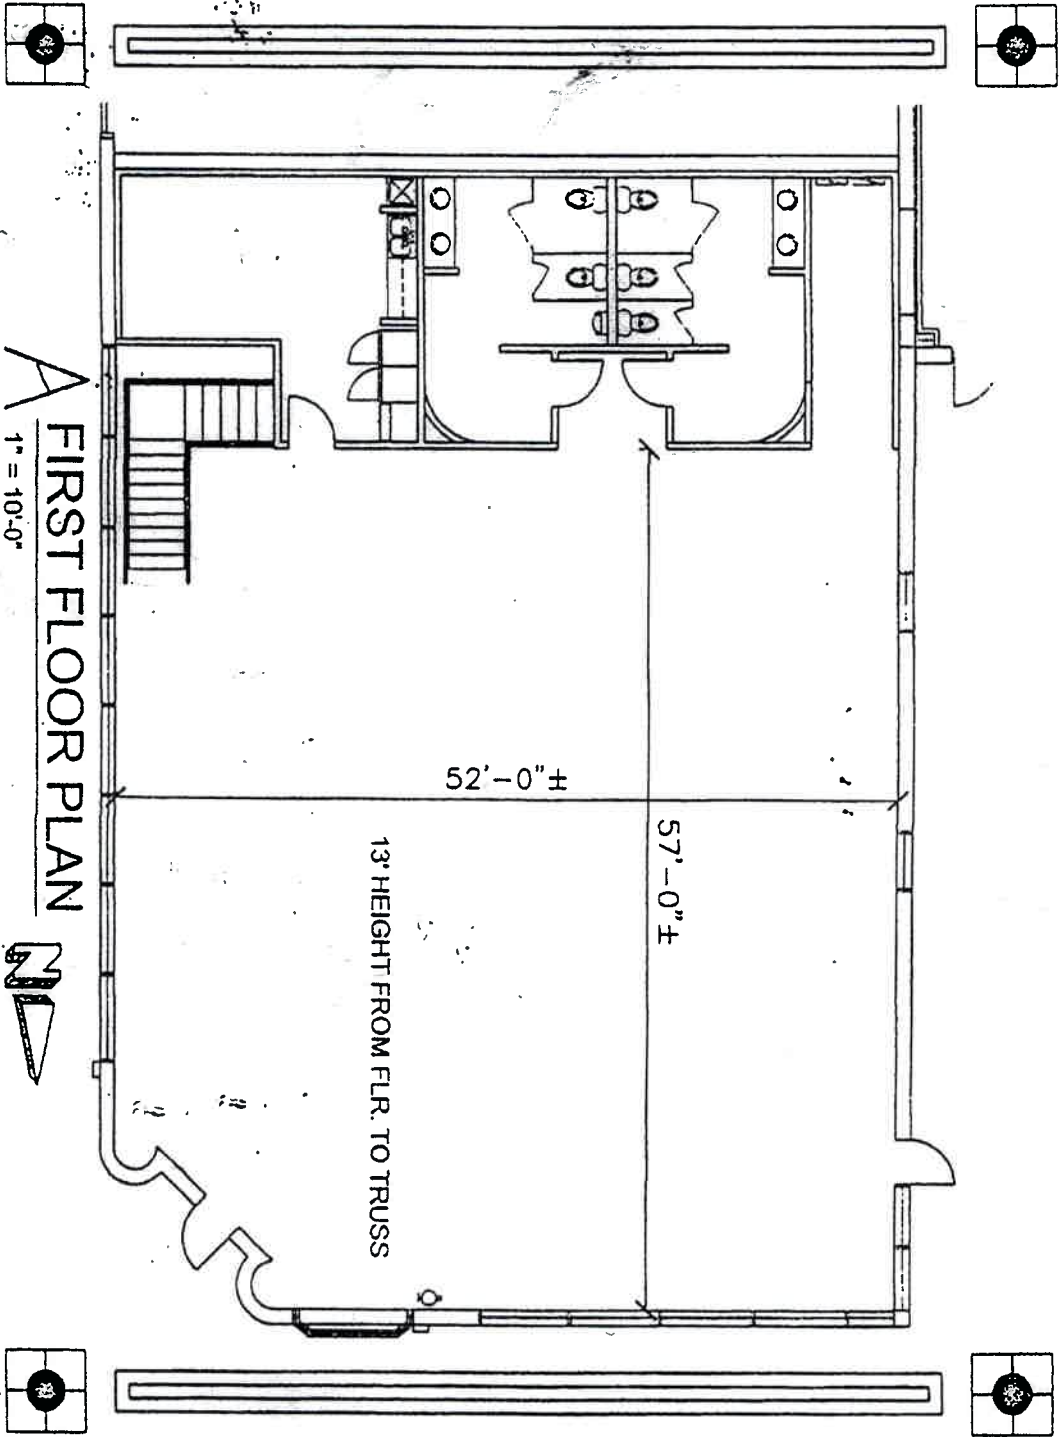 FIRST FLOOR PLAN
1" = 10'-0"
N
52'-0"±
57'-0"±
13' HEIGHT FROM FLR. TO TRUSS